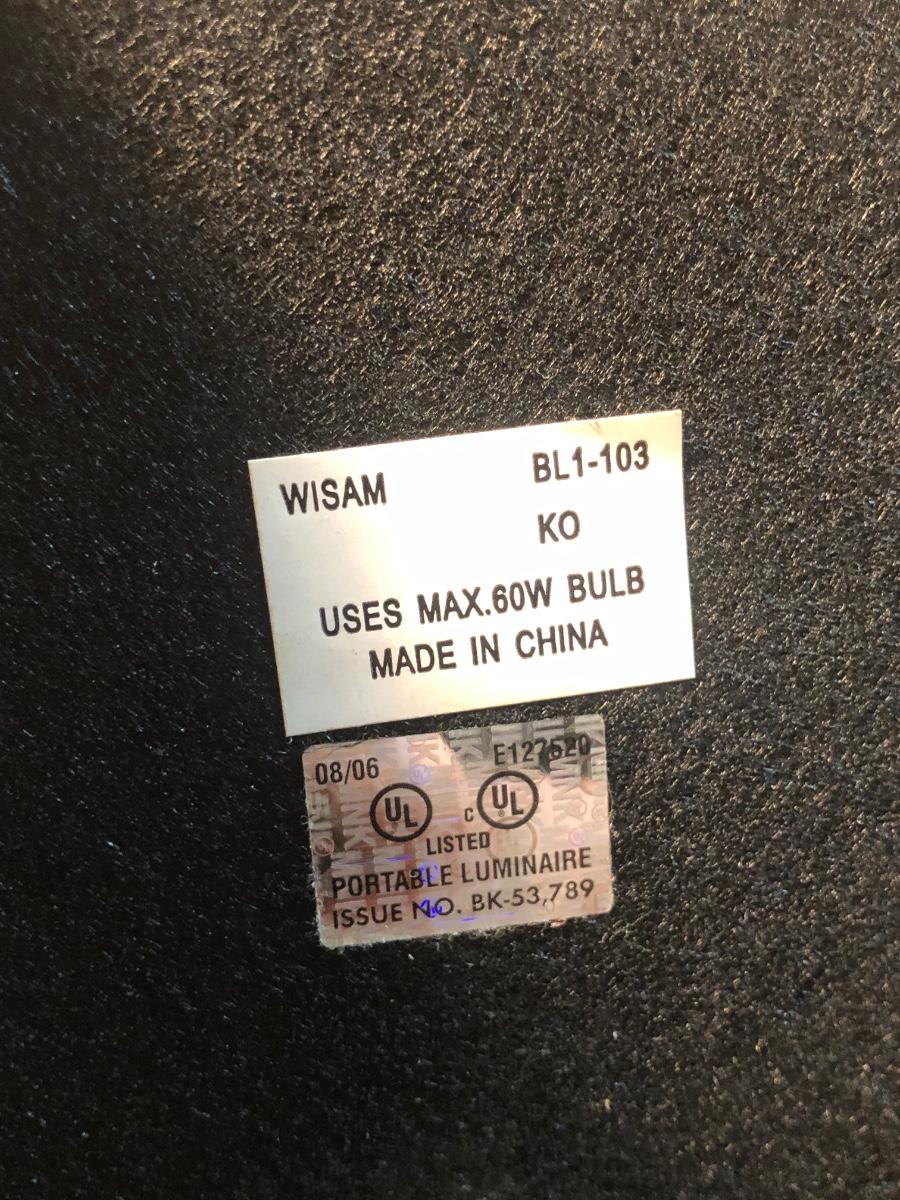 WISAM BL1-103
KO
USES MAX.60W BULB
MADE IN CHINA
08/06 E127520
UL C UL
LISTED
PORTABLE LUMINAIRE
ISSUE NO. BK-53,789